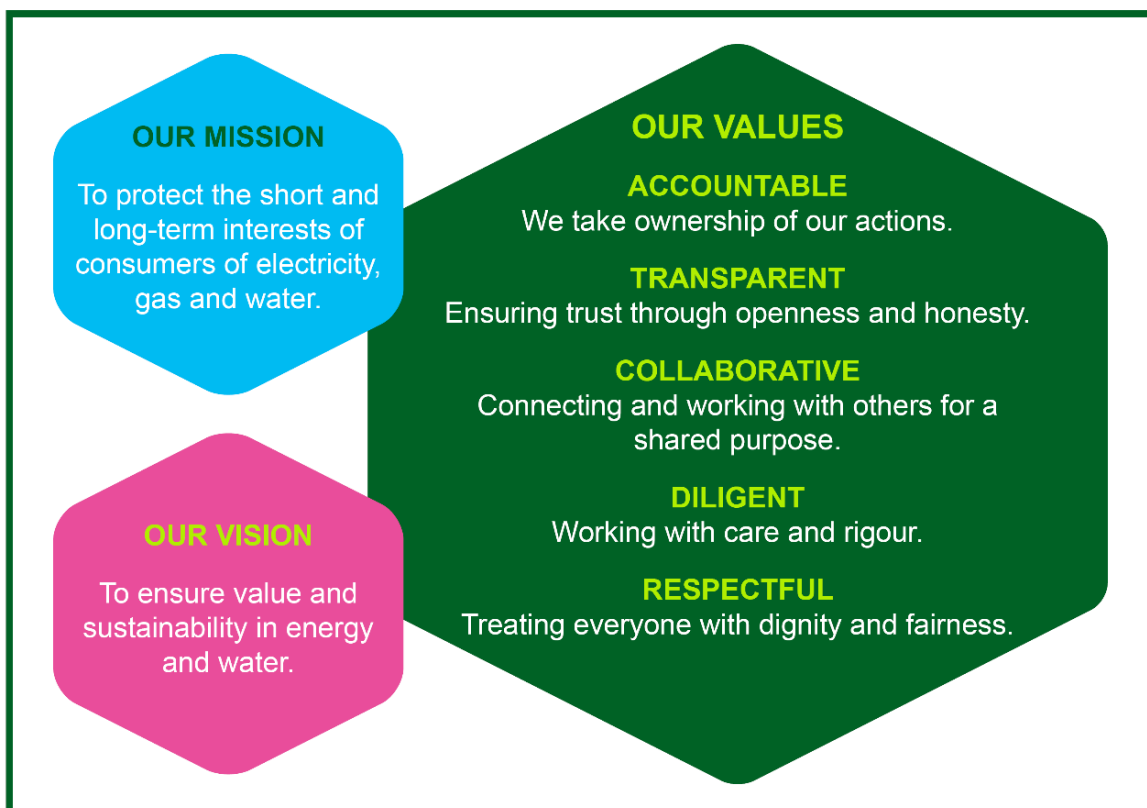 OUR MISSION
To protect the short and
long-term interests of
consumers of electricity,
gas and water.
OUR VISION
To ensure value and
sustainability in energy
and water.
OUR VALUES
ACCOUNTABLE
We take ownership of our actions.
TRANSPARENT
Ensuring trust through openness and honesty.
COLLABORATIVE
Connecting and working with others for a
shared purpose.
DILIGENT
Working with care and rigour.
RESPECTFUL
Treating everyone with dignity and fairness.